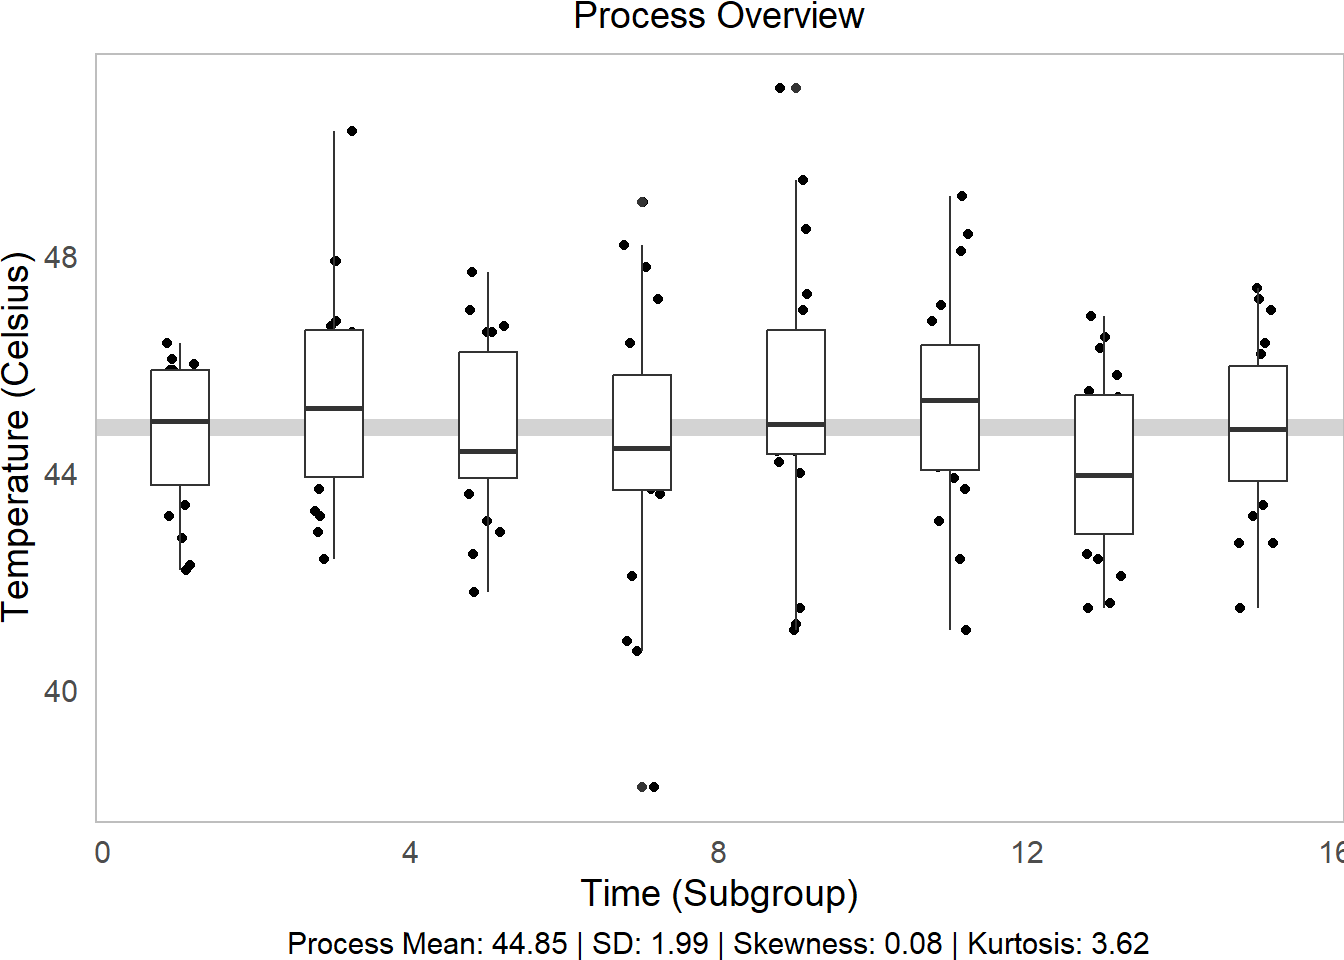 Process Overview
Temperature (Celsius)
48
44
40
0 4 8 12 16
Time (Subgroup)
Process Mean: 44.85 | SD: 1.99 | Skewness: 0.08 | Kurtosis: 3.62